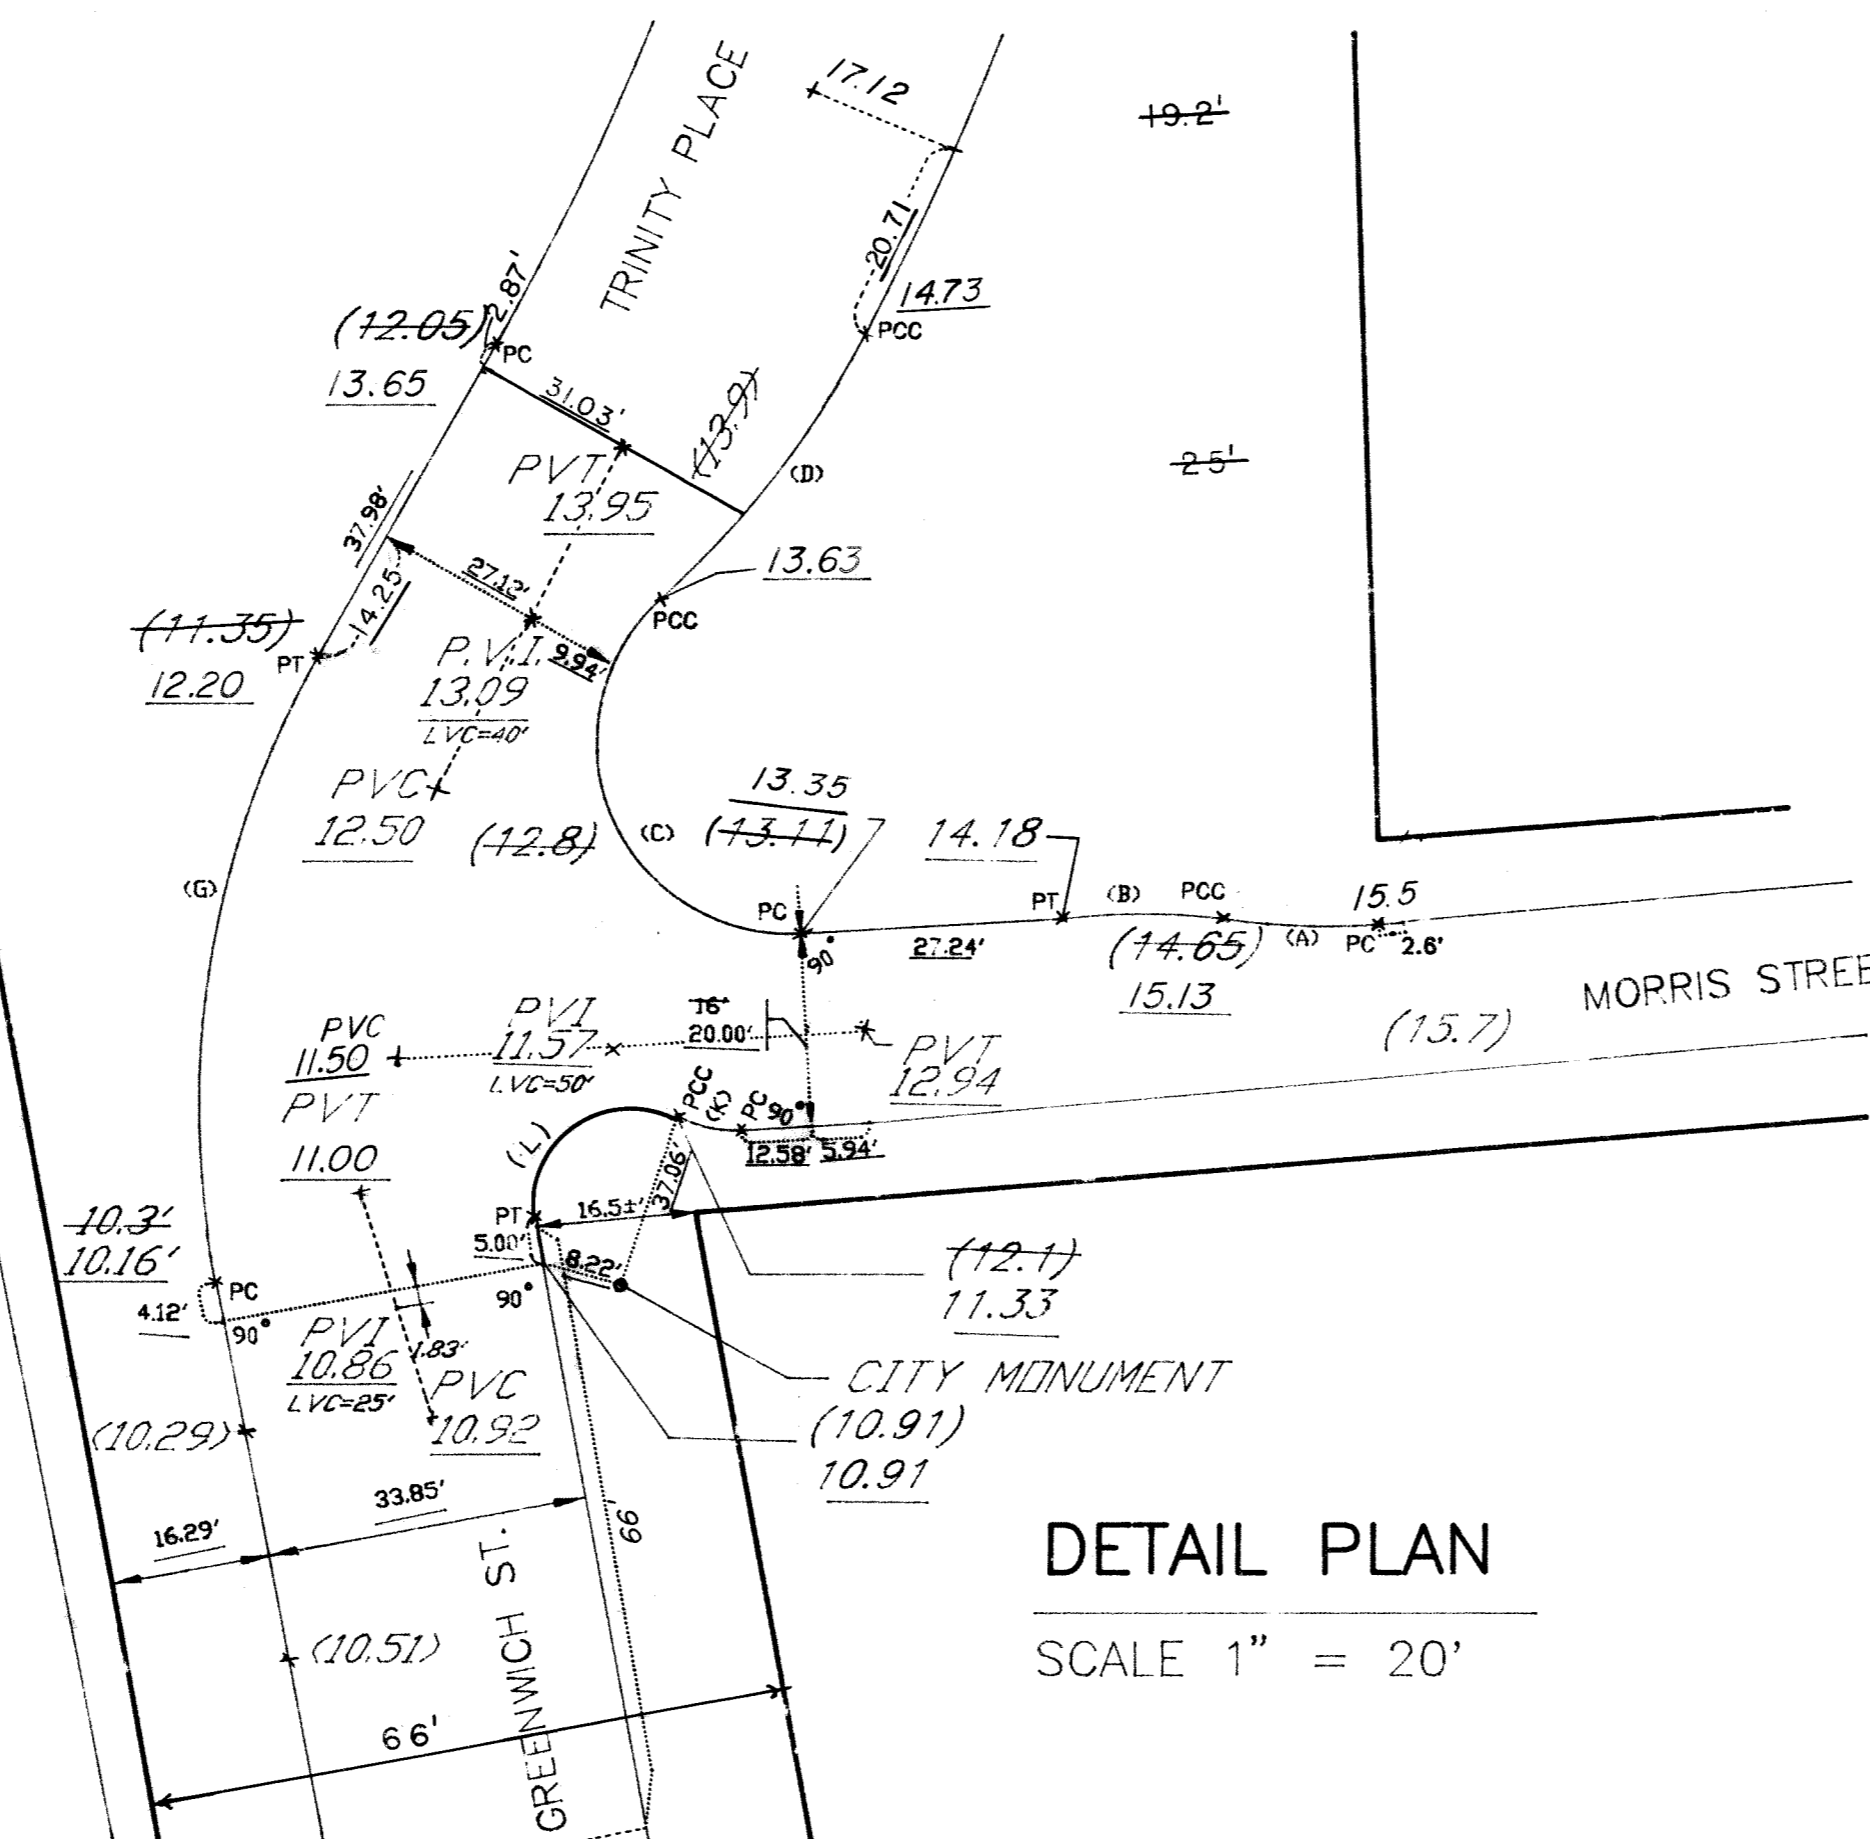 TRINITY PLACE
17.12
19.2'
20.71
14.73
PCC
2.87'
(12.05)
PC
13.65
31.03'
(13.9)
PVT
13.95
(D)
25'
37.98'
27.12'
14.25
13.63
PCC
(11.35)
PT
12.20
P.V.I.
9.94'
13.09
LVC=40'
PVC
12.50
(12.8)
(C)
13.35
(13.11)
14.18
(G)
PC
PT
(B)
PCC
15.5
90°
27.24'
(14.65)
(A)
PC
2.6'
15.13
MORRIS STREE
(15.7)
PVC
11.50
PVI
11.57
LVC=50'
16'
20.00'
PVT
12.94
PVT
11.00
PCC
(K)
PC
90°
12.58'
5.94'
(L)
37.06'
10.3'
10.16'
PT
16.5±'
5.00'
8.22'
(12.1)
11.33
PC
4.12'
90°
90°
PVI
10.86
LVC=25'
1.83'
PVC
10.92
CITY MONUMENT
(10.91)
10.91
(10.29)
33.85'
16.29'
66'
GREENWICH ST.
(10.51)
66'
DETAIL PLAN
SCALE 1" = 20'